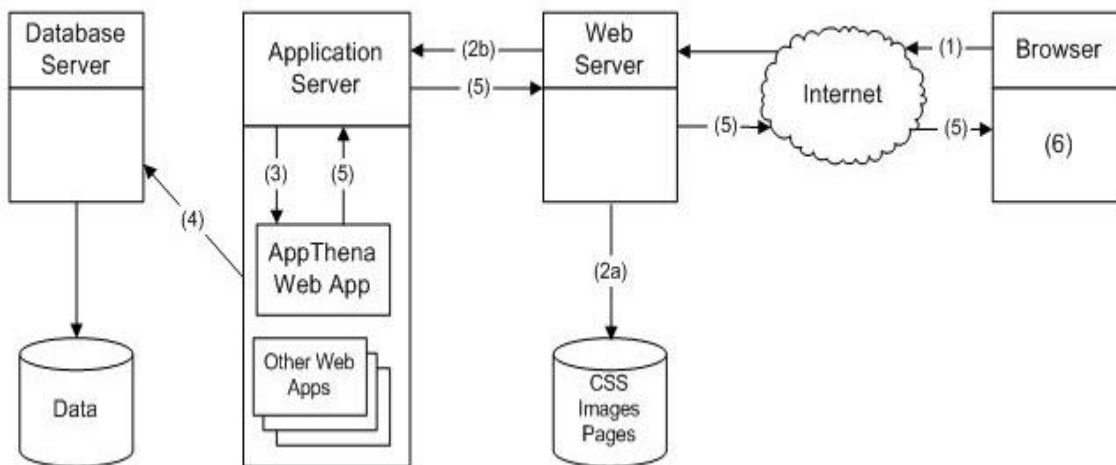 Database
Server
Application
Server
(2b)
(5)
Web
Server
Internet
(1)
Browser
(5)
(5)
(6)
(3)
(5)
(4)
AppThena
Web App
(2a)
Other Web
Apps
Data
CSS
Images
Pages